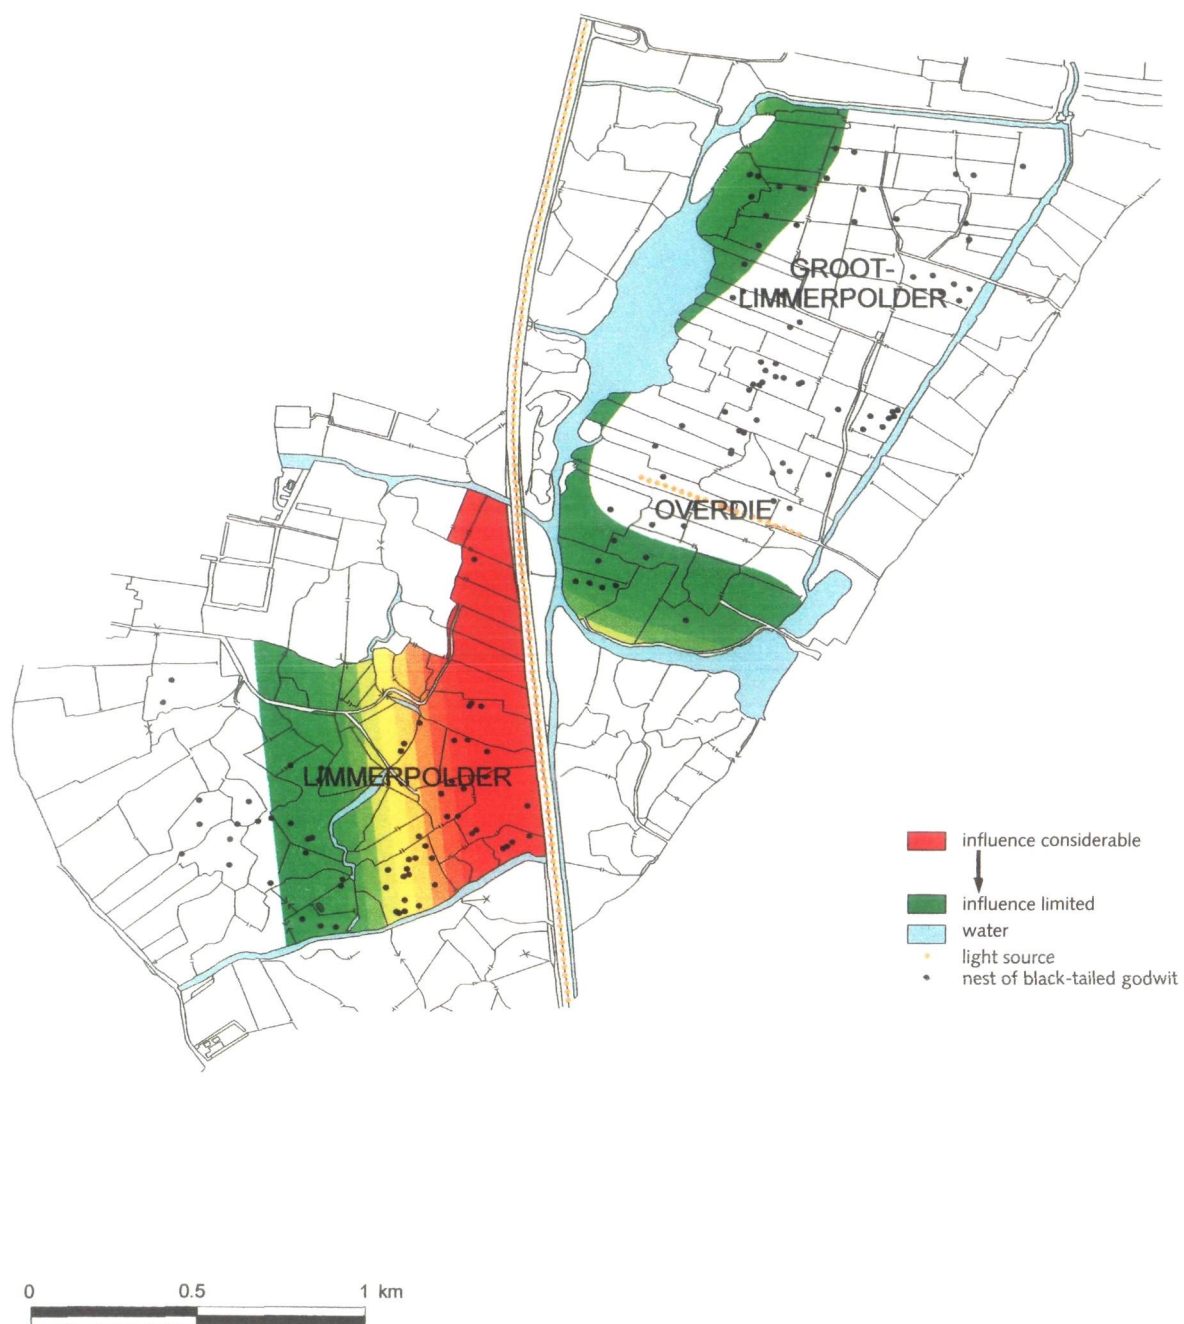 GROOT-
LIMMERPOLDER
OVERDIE
LIMMERPOLDER
influence considerable
influence limited
water
light source
nest of black-tailed godwit
0 0.5 1 km